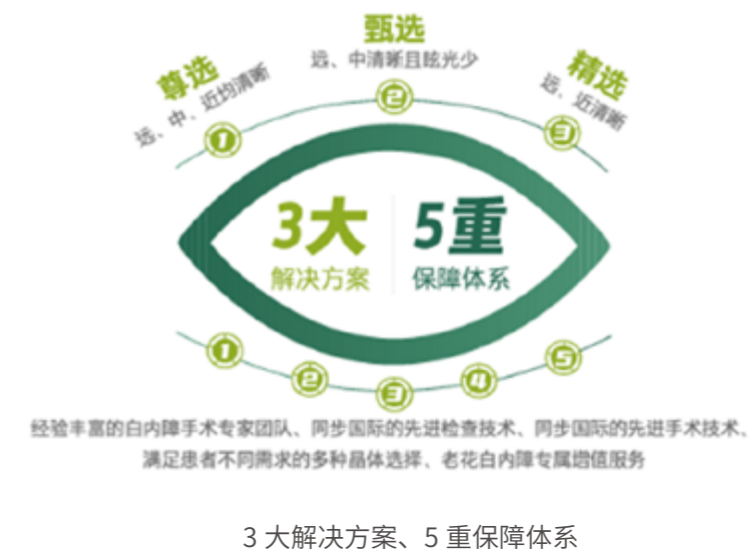 尊选
远、中、近均清晰
甄选
远、中清晰且眩光少
精选
远、近清晰
1
2
3
3大
解决方案
5重
保障体系
1
2
3
4
5
经验丰富的白内障手术专家团队、同步国际的先进检查技术、同步国际的先进手术技术、
满足患者不同需求的多种晶体选择、老花白内障专属增值服务
3 大解决方案、5 重保障体系